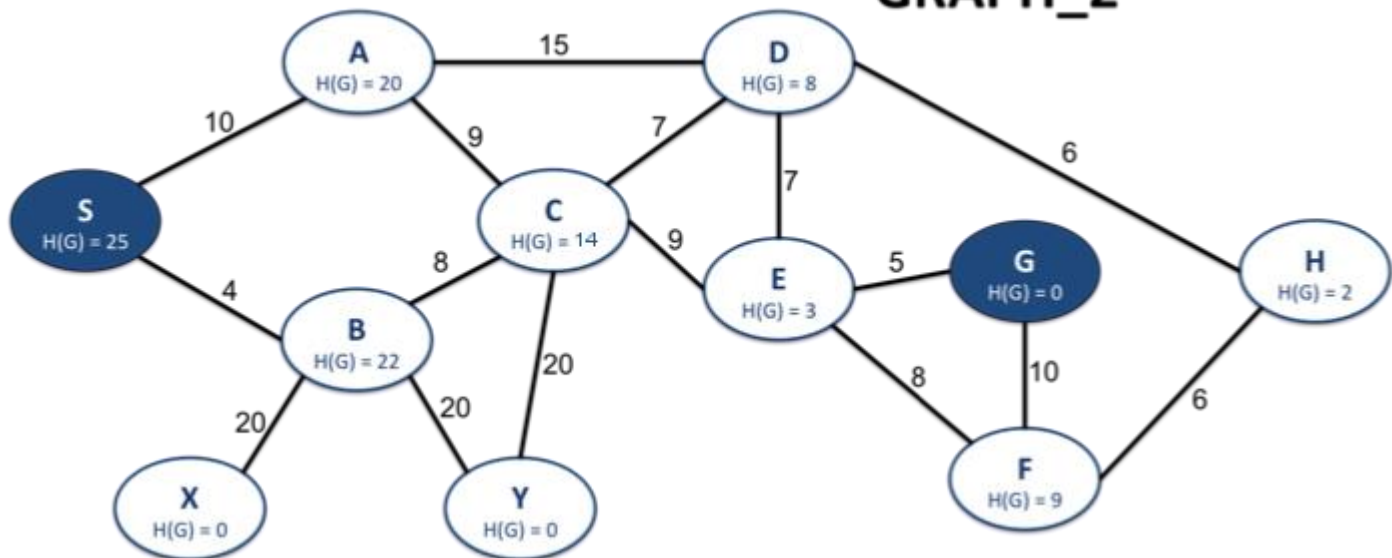 GRAPH_2
A
H(G) = 20
15
D
H(G) = 8
10
9
7
6
S
H(G) = 25
C
H(G) = 14
7
4
8
9
E
H(G) = 3
5
G
H(G) = 0
H
H(G) = 2
B
H(G) = 22
20
20
20
8
10
6
X
H(G) = 0
Y
H(G) = 0
F
H(G) = 9